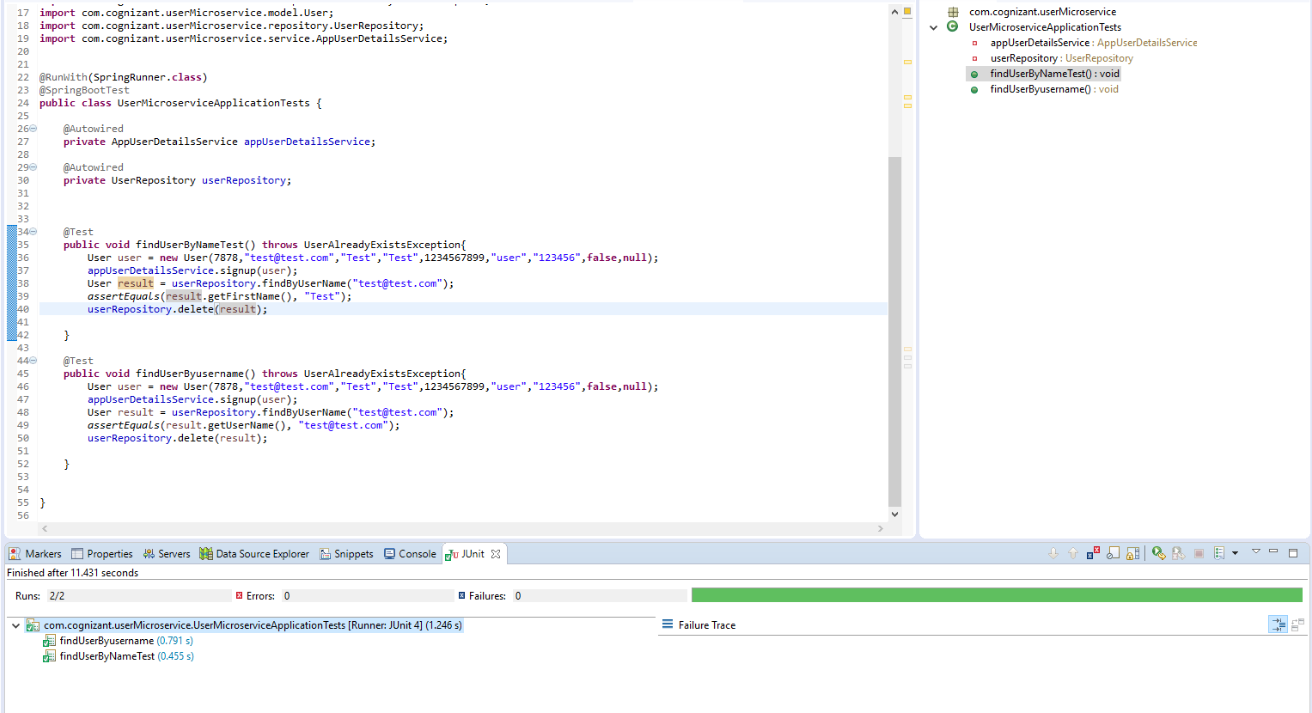 17 import com.cognizant.userMicroservice.model.User;
18 import com.cognizant.userMicroservice.repository.UserRepository;
19 import com.cognizant.userMicroservice.service.AppUserDetailsService;
20
21
22 @RunWith(SpringRunner.class)
23 @SpringBootTest
24 public class UserMicroserviceApplicationTests {
25
26 @Autowired
27 private AppUserDetailsService appUserDetailsService;
28
29 @Autowired
30 private UserRepository userRepository;
31
32
33
34 @Test
35 public void findUserByNameTest() throws UserAlreadyExistsException{
36 User user = new User(7878,"test@test.com","Test","Test",1234567899,"user","123456",false,null);
37 appUserDetailsService.signup(user);
38 User result = userRepository.findByUserName("test@test.com");
39 assertEquals(result.getFirstName(), "Test");
40 userRepository.delete(result);
41
42 }
43
44 @Test
45 public void findUserByusername() throws UserAlreadyExistsException{
46 User user = new User(7878,"test@test.com","Test","Test",1234567899,"user","123456",false,null);
47 appUserDetailsService.signup(user);
48 User result = userRepository.findByUserName("test@test.com");
49 assertEquals(result.getUserName(), "test@test.com");
50 userRepository.delete(result);
51
52 }
53
54
55 }
56
com.cognizant.userMicroservice
UserMicroserviceApplicationTests
appUserDetailsService : AppUserDetailsService
userRepository : UserRepository
findUserByNameTest() : void
findUserByusername() : void
Markers Properties Servers Data Source Explorer Snippets Console JUnit
Finished after 11.431 seconds
Runs: 2/2 Errors: 0 Failures: 0
com.cognizant.userMicroservice.UserMicroserviceApplicationTests [Runner: JUnit 4] (1.246 s)
findUserByusername (0.791 s)
findUserByNameTest (0.455 s)
Failure Trace